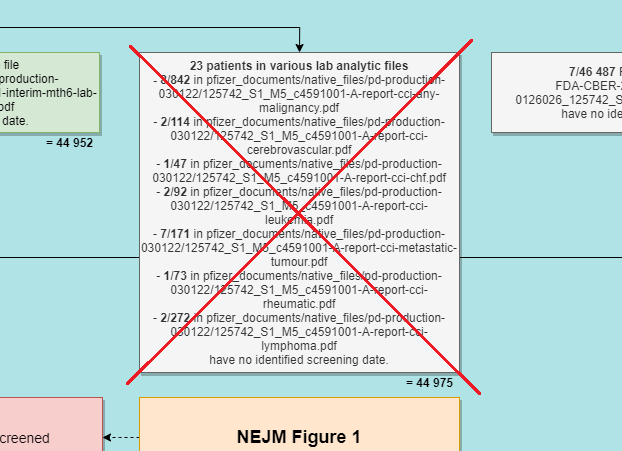 file
production-
-interim-mth6-lab-
pdf
date.
= 44 952
23 patients in various lab analytic files
- 8/842 in pfizer_documents/native_files/pd-production-
030122/125742_S1_M5_c4591001-A-report-cci-any-
malignancy.pdf
- 2/114 in pfizer_documents/native_files/pd-production-
030122/125742_S1_M5_c4591001-A-report-cci-
cerebrovascular.pdf
- 1/47 in pfizer_documents/native_files/pd-production-
030122/125742_S1_M5_c4591001-A-report-cci-chf.pdf
- 2/92 in pfizer_documents/native_files/pd-production-
030122/125742_S1_M5_c4591001-A-report-cci-
leukemia.pdf
- 7/171 in pfizer_documents/native_files/pd-production-
030122/125742_S1_M5_c4591001-A-report-cci-metastatic-
tumour.pdf
- 1/73 in pfizer_documents/native_files/pd-production-
030122/125742_S1_M5_c4591001-A-report-cci-
rheumatic.pdf
- 2/272 in pfizer_documents/native_files/pd-production-
030122/125742_S1_M5_c4591001-A-report-cci-
lymphoma.pdf
have no identified screening date.
= 44 975
7/46 487
FDA-CBER-2
0126026_125742_S
have no ide
creened
NEJM Figure 1